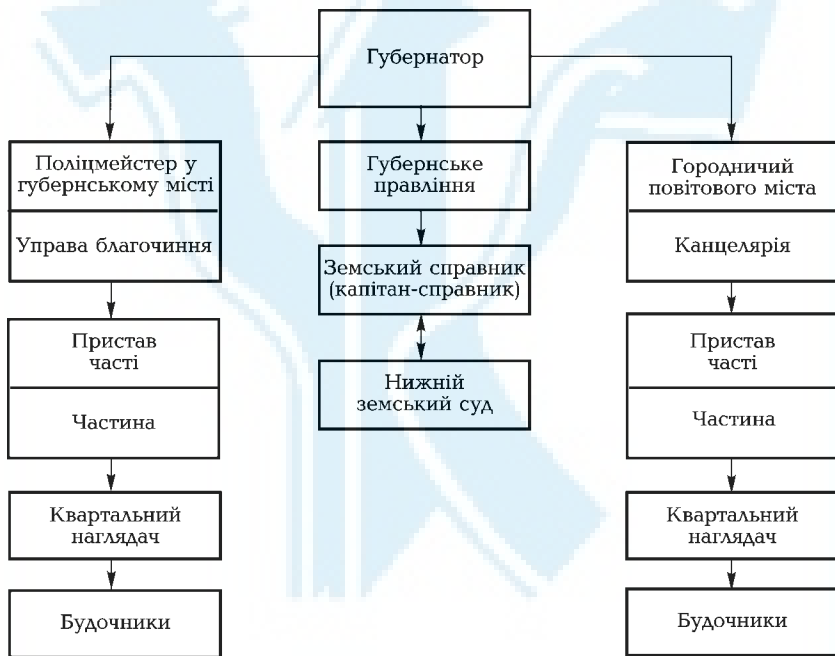 Губернатор
Поліцмейстер у
губернському місті
Управа благочиння
Пристав
часті
Частина
Квартальний
наглядач
Будочники
Губернське
правління
Земський справник
(капітан-справник)
Нижній
земський суд
Городничий
повітового міста
Канцелярія
Пристав
часті
Частина
Квартальний
наглядач
Будочники